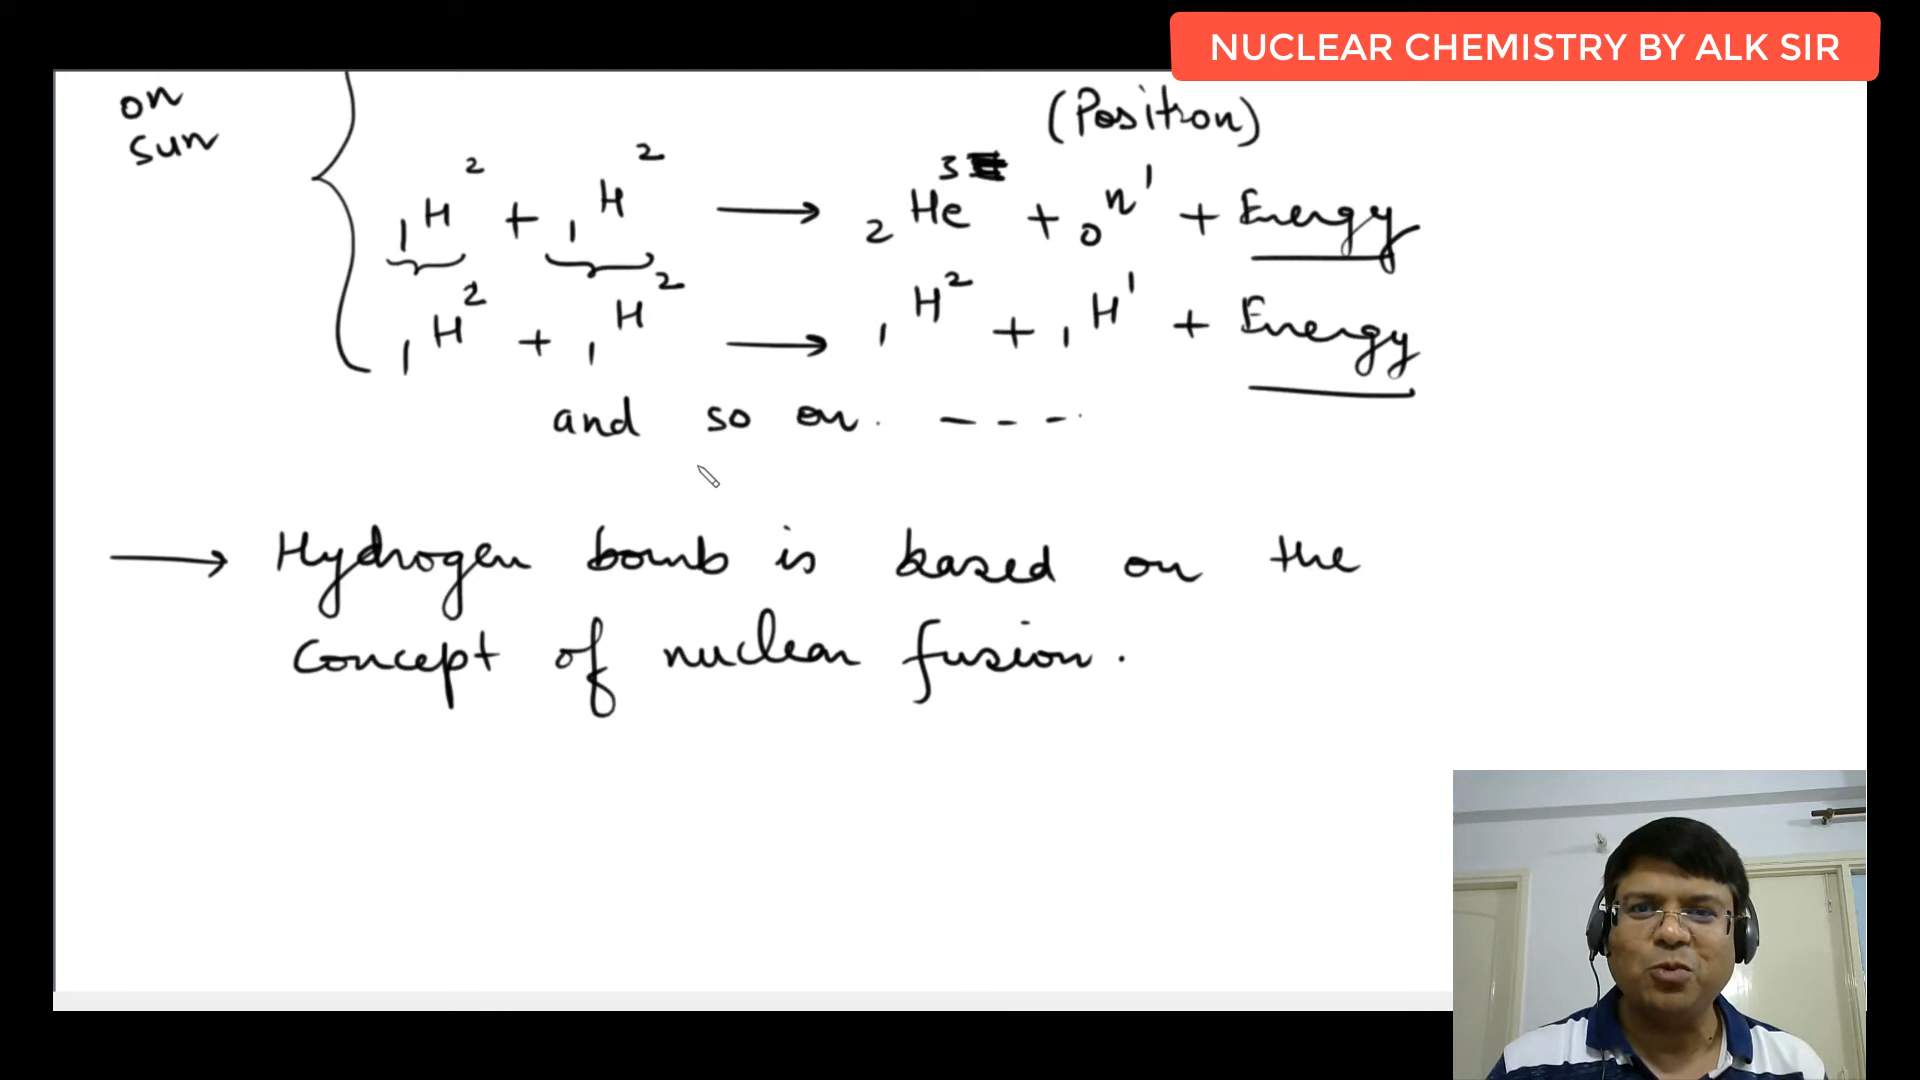 NUCLEAR CHEMISTRY BY ALK SIR
on
sun
(Position)
₁H² + ₁H² → ₂He³ + ₀n¹ + Energy
₁H² + ₁H² → ₁H² + ₁H¹ + Energy
and so on. - - - -
→ Hydrogen bomb is based on the
concept of nuclear fusion.